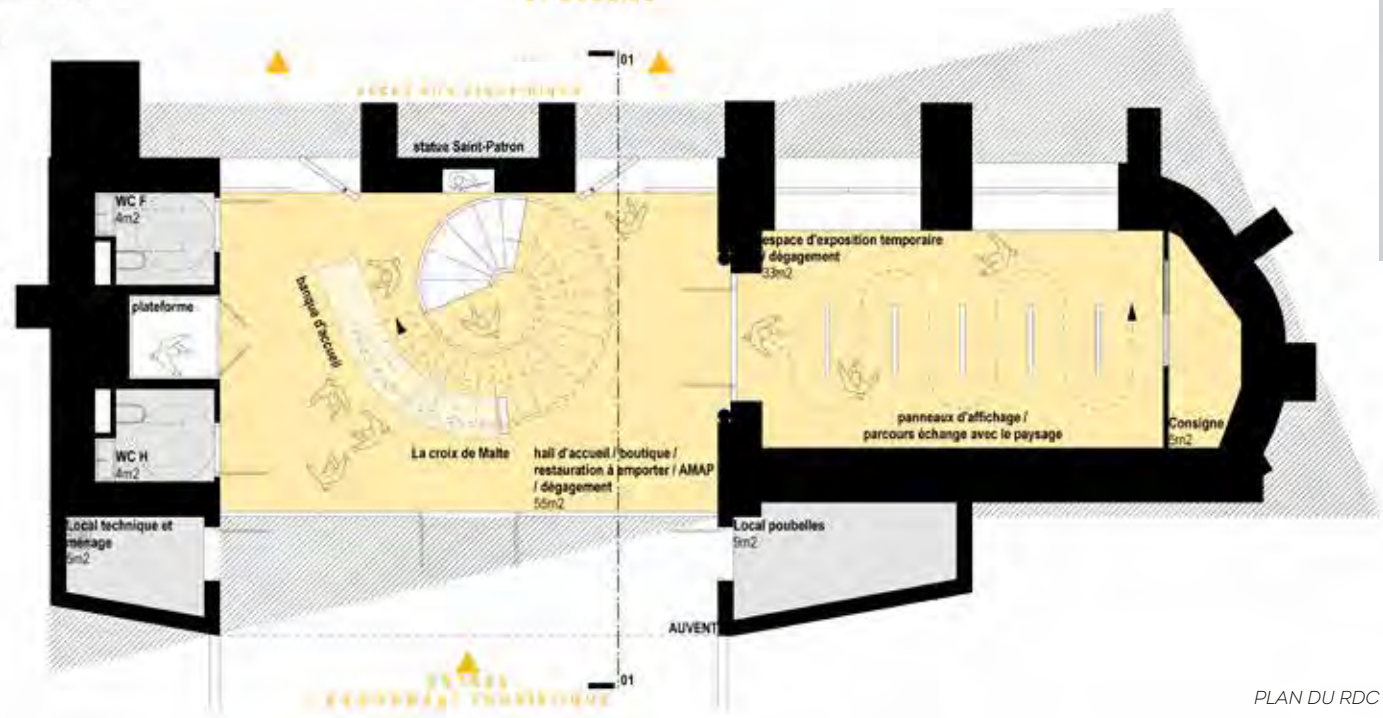 01
statue Saint-Patron
WC F
4m2
espace d'exposition temporaire
/ dégagement
33m2
plateforme
banque d'accueil
panneaux d'affichage /
parcours échange avec le paysage
Consigne
5m2
WC H
4m2
La croix de Malte
hall d'accueil / boutique /
restauration à emporter / AMAP
/ dégagement
55m2
Local technique et
ménage
5m2
Local poubelles
9m2
AUVENT
01
PLAN DU RDC